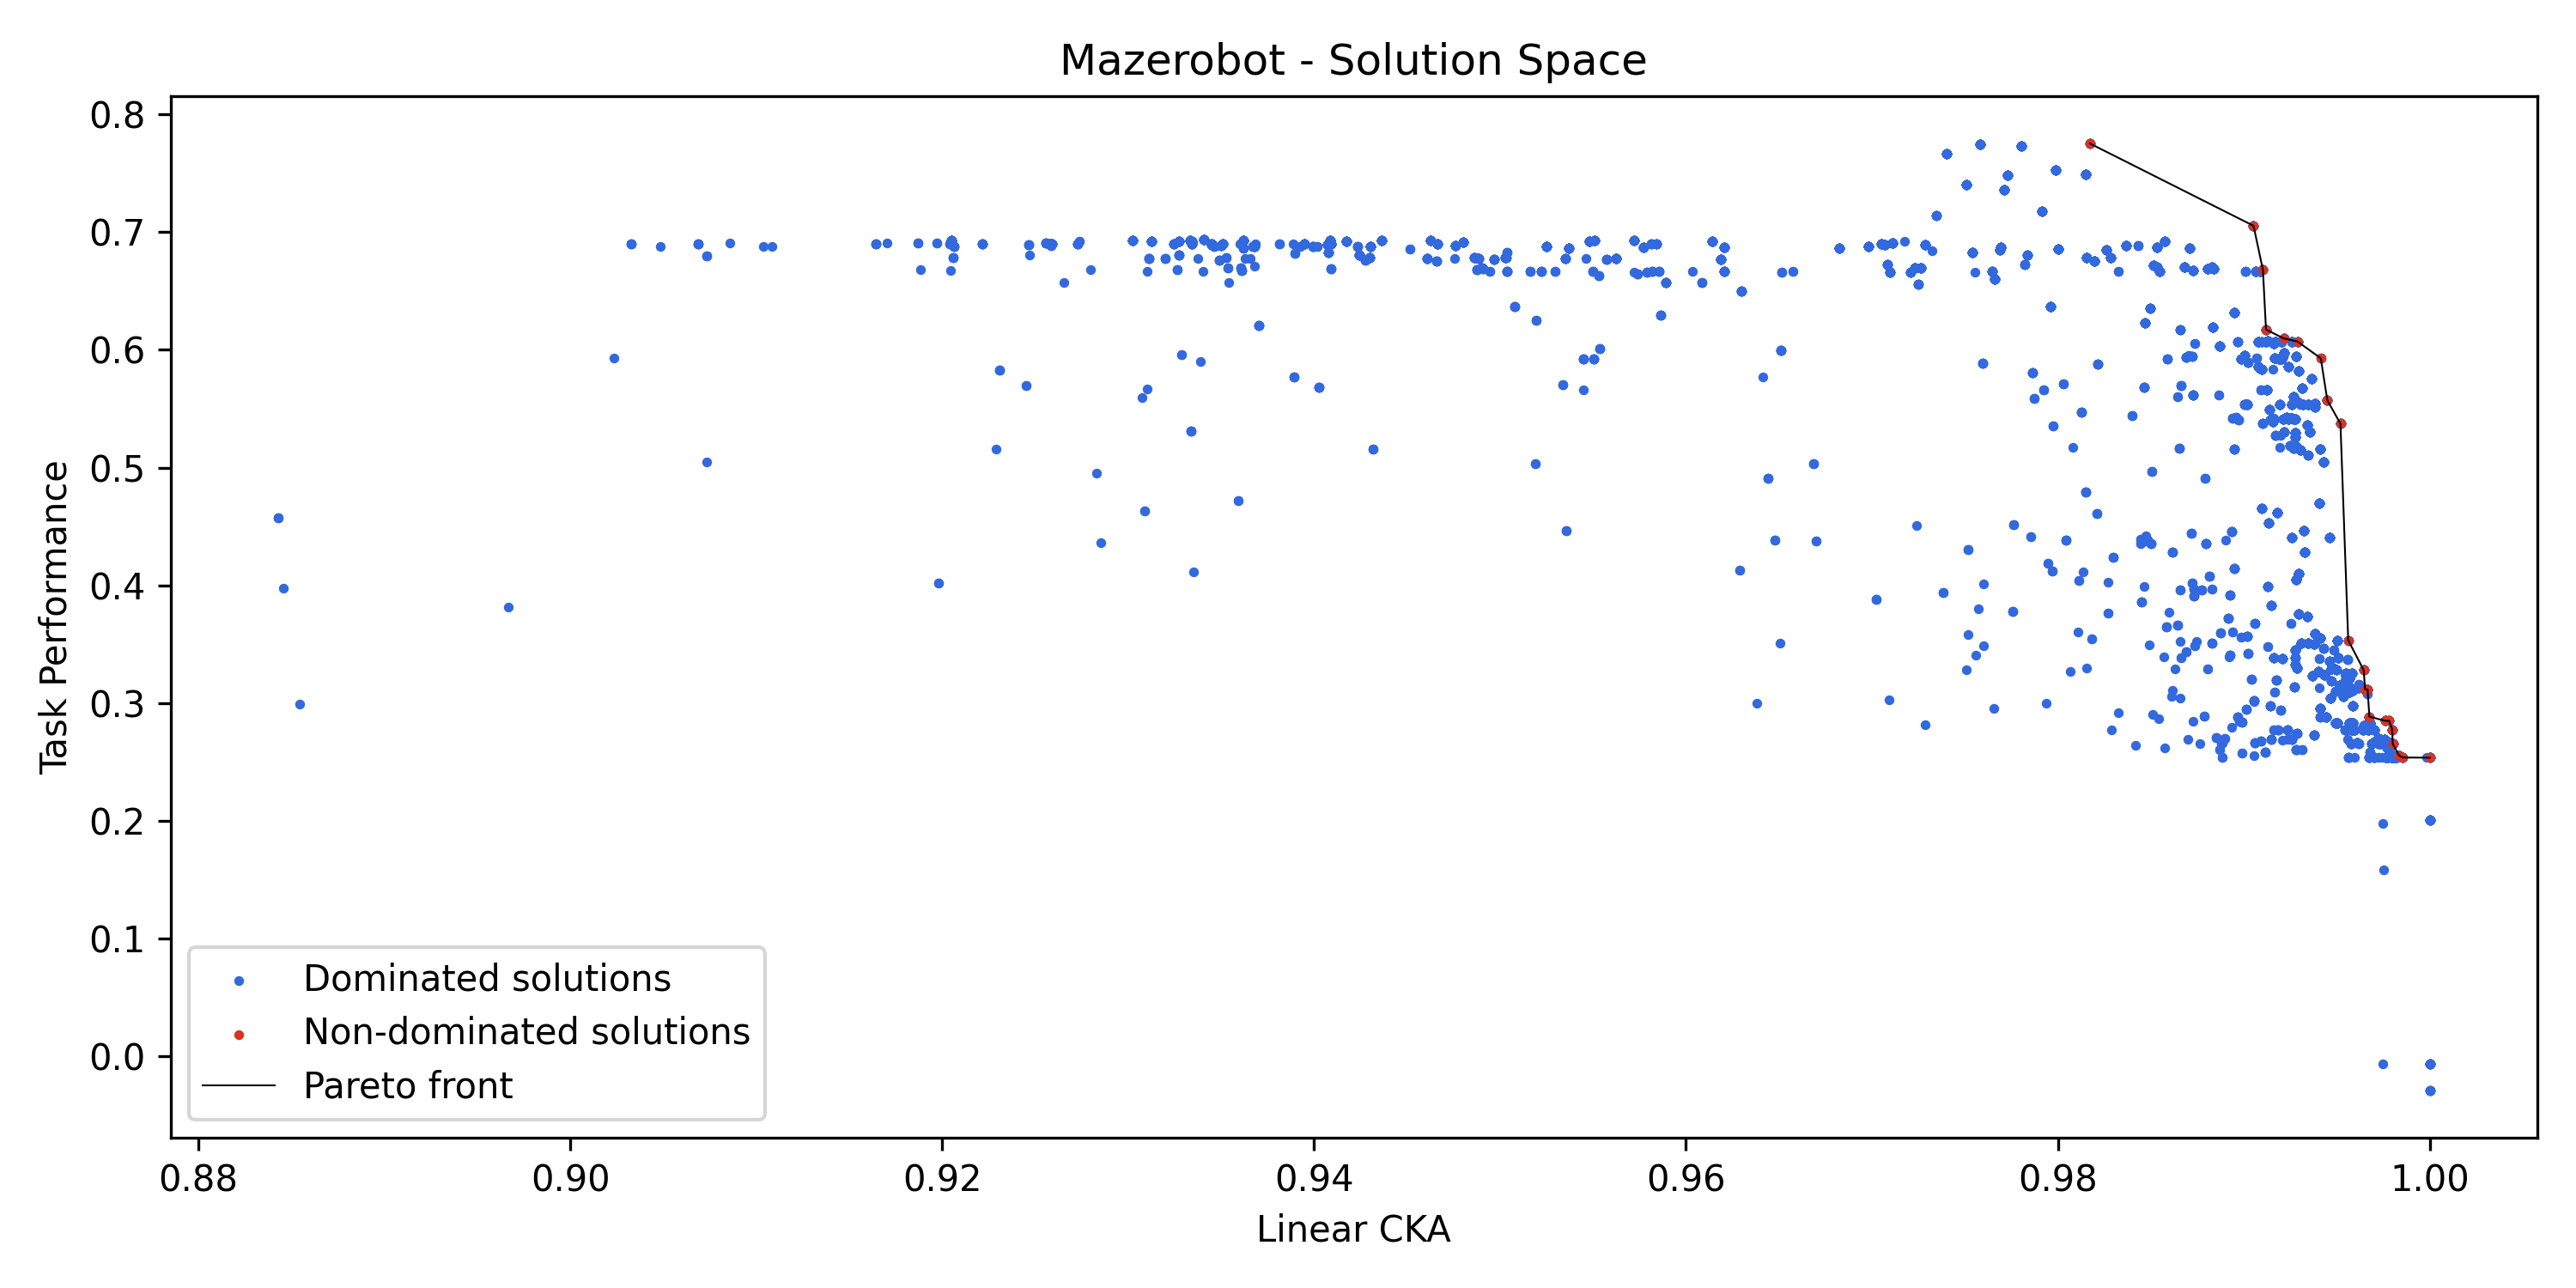 Mazerobot - Solution Space
0.8
0.7
0.6
0.5
0.4
0.3
0.2
0.1
0.0
Task Performance
Dominated solutions
Non-dominated solutions
Pareto front
0.88 0.90 0.92 0.94 0.96 0.98 1.00
Linear CKA